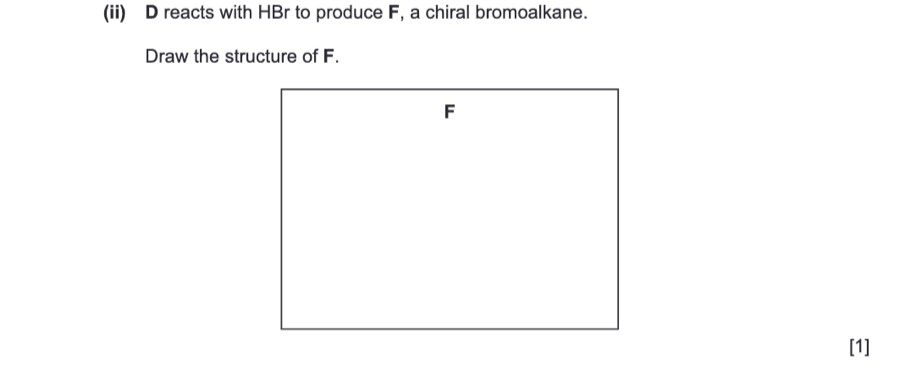 (ii) D reacts with HBr to produce F, a chiral bromoalkane.
Draw the structure of F.
F
[1]